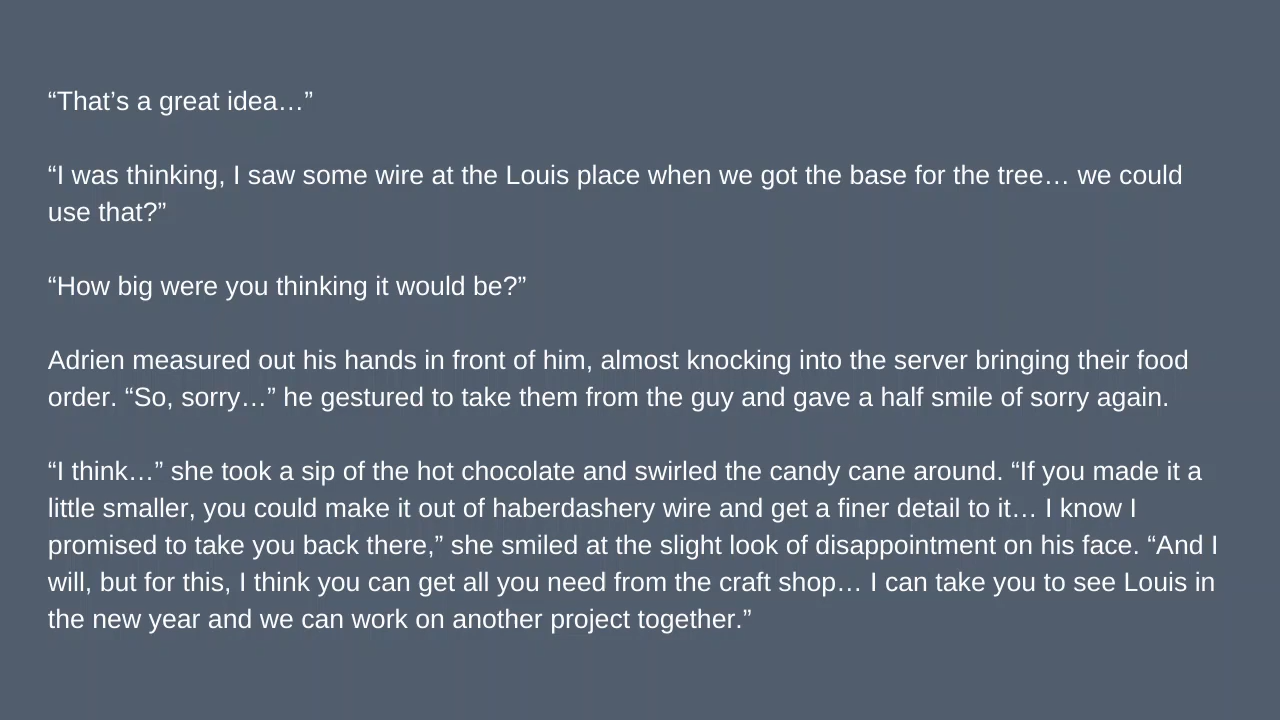 “That’s a great idea…”
“I was thinking, I saw some wire at the Louis place when we got the base for the tree… we could
use that?”
“How big were you thinking it would be?”
Adrien measured out his hands in front of him, almost knocking into the server bringing their food
order. “So, sorry…” he gestured to take them from the guy and gave a half smile of sorry again.
“I think…” she took a sip of the hot chocolate and swirled the candy cane around. “If you made it a
little smaller, you could make it out of haberdashery wire and get a finer detail to it… I know I
promised to take you back there,” she smiled at the slight look of disappointment on his face. “And I
will, but for this, I think you can get all you need from the craft shop… I can take you to see Louis in
the new year and we can work on another project together.”